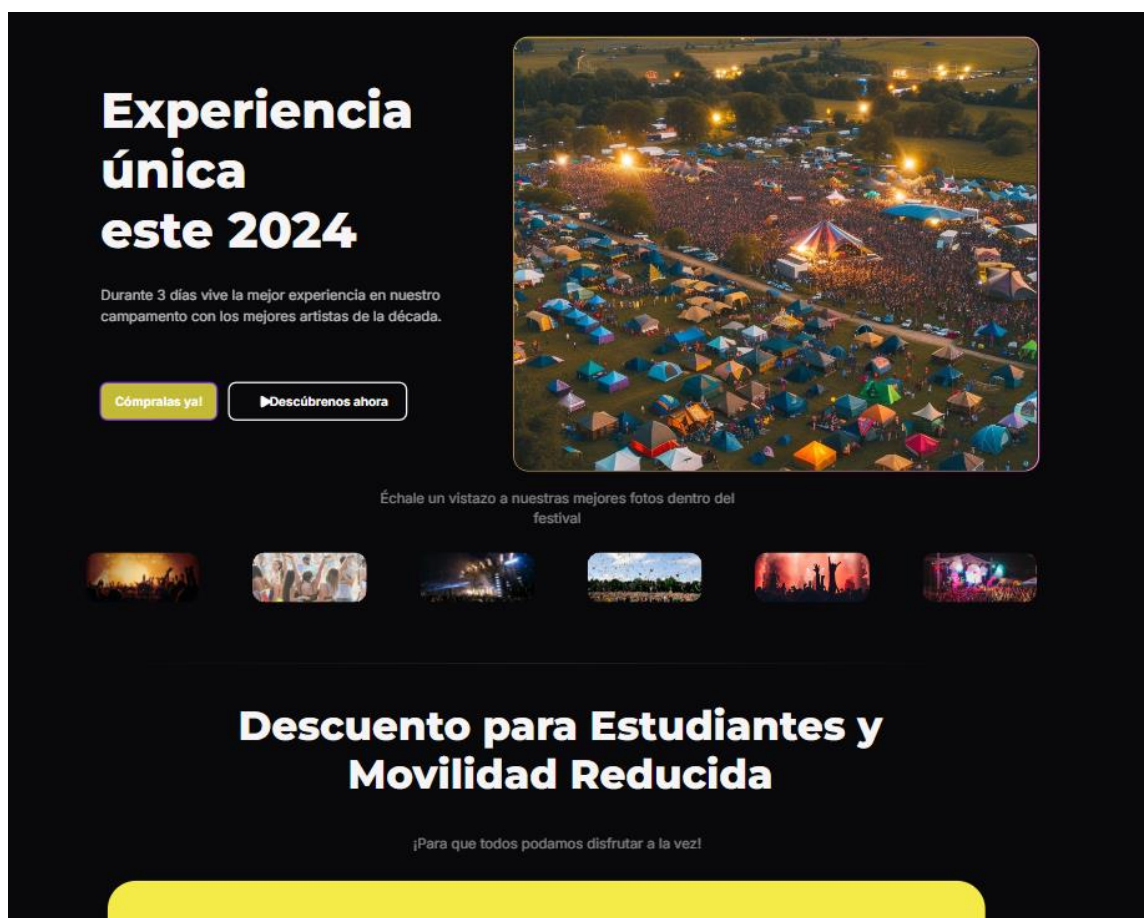 Experiencia
única
este 2024
Durante 3 días vive la mejor experiencia en nuestro
campamento con los mejores artistas de la década.
Cómpralas ya!
Descúbrenos ahora
Échale un vistazo a nuestras mejores fotos dentro del
festival
Descuento para Estudiantes y
Movilidad Reducida
¡Para que todos podamos disfrutar a la vez!